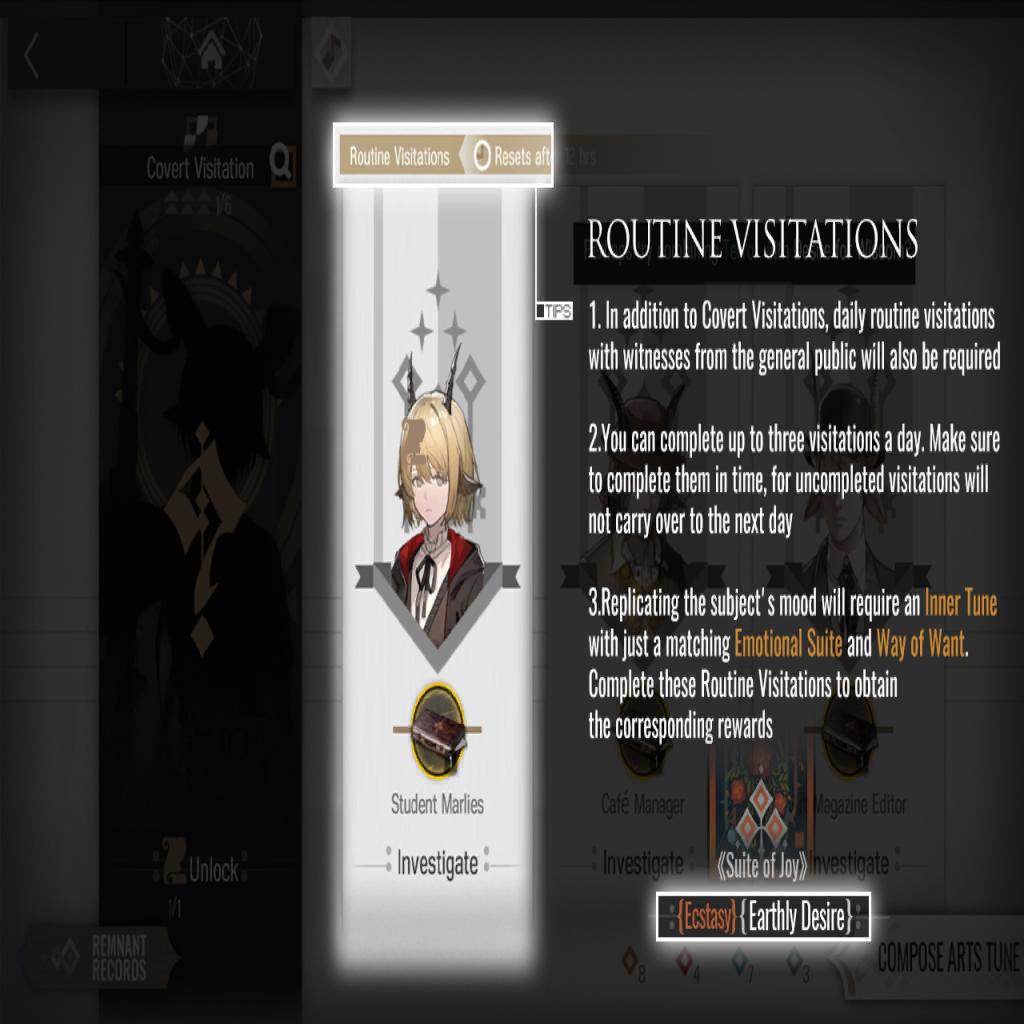 Covert Visitation
1/6
Routine Visitations
Resets aft
12 hrs
ROUTINE VISITATIONS
TIPS
1. In addition to Covert Visitations, daily routine visitations
with witnesses from the general public will also be required
2.You can complete up to three visitations a day. Make sure
to complete them in time, for uncompleted visitations will
not carry over to the next day
3.Replicating the subject's mood will require an Inner Tune
with just a matching Emotional Suite and Way of Want.
Complete these Routine Visitations to obtain
the corresponding rewards
Student Marlies
Café Manager
Magazine Editor
Investigate
Investigate
Investigate
《Suite of Joy》
{Ecstasy}{Earthly Desire}
Unlock
1/1
REMNANT
RECORDS
8
4
7
3
COMPOSE ARTS TUNE